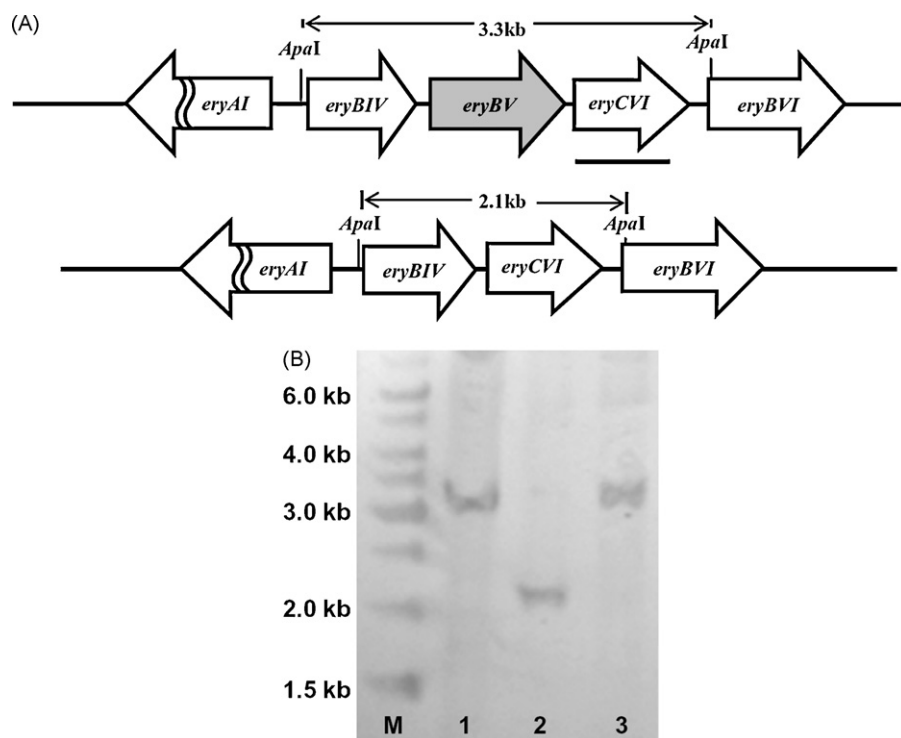 (A)
3.3kb
ApaI ApaI
eryAI eryBIV eryBV eryCVI eryBVI
2.1kb
ApaI ApaI
eryAI eryBIV eryCVI eryBVI
(B)
6.0 kb
4.0 kb
3.0 kb
2.0 kb
1.5 kb
M 1 2 3